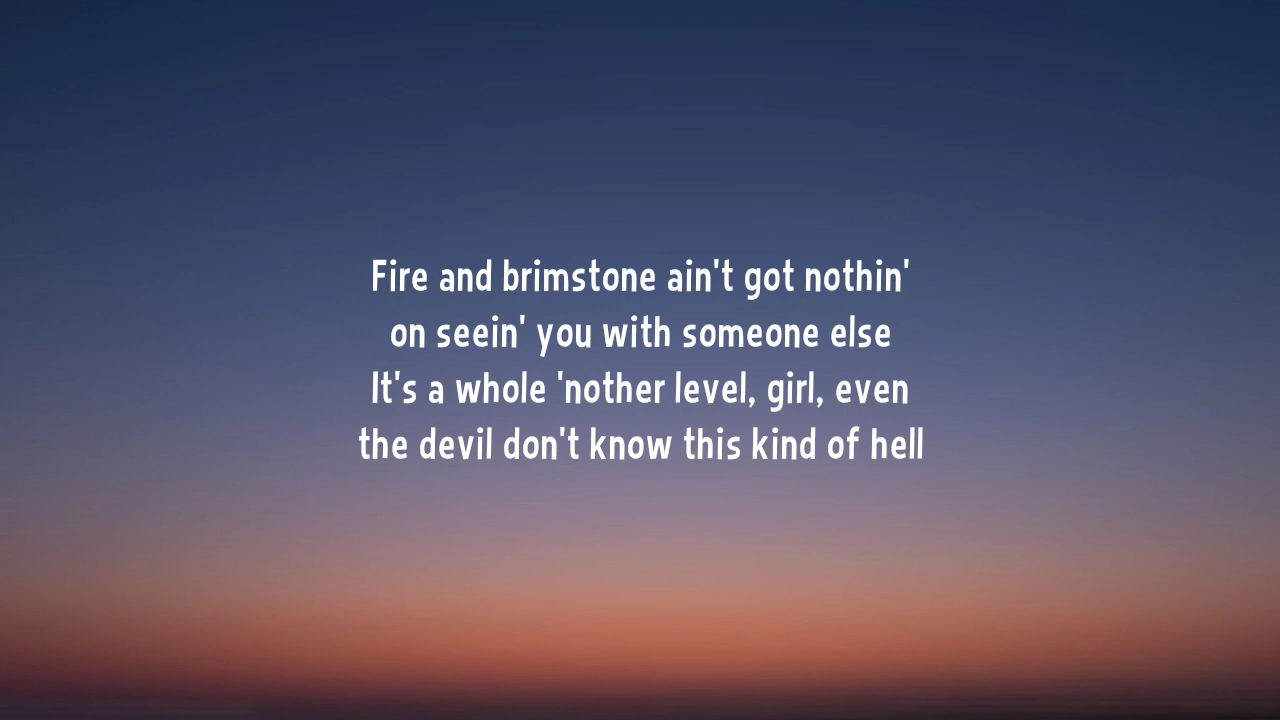 Fire and brimstone ain't got nothin'
on seein' you with someone else
It's a whole 'nother level, girl, even
the devil don't know this kind of hell